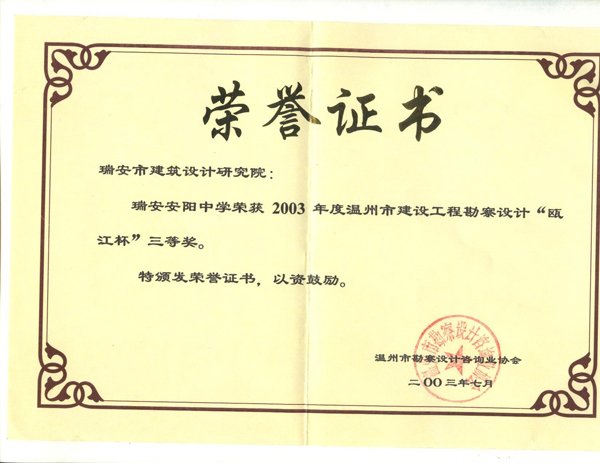 荣誉证书
瑞安市建筑设计研究院：
瑞安安阳中学荣获 2003 年度温州市建设工程勘察设计“瓯
江杯”三等奖。
特颁发荣誉证书，以资鼓励。
温州市勘察设计咨询业协会
二〇〇三年七月